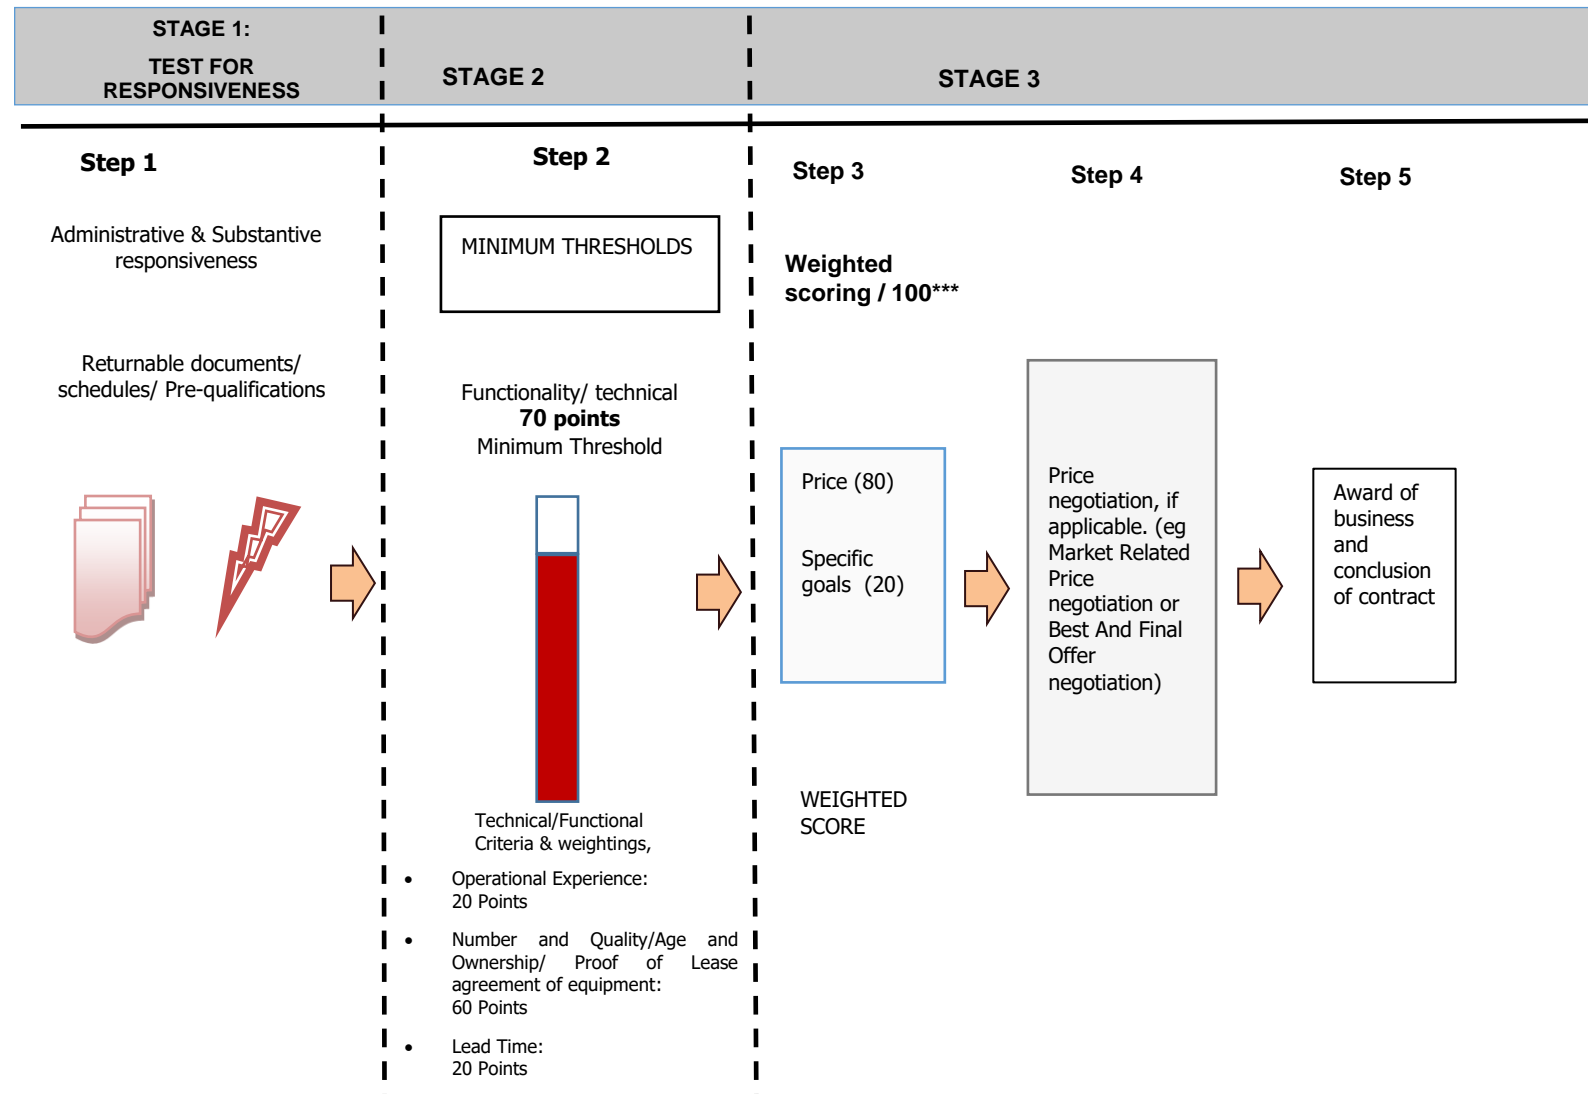 STAGE 1:
TEST FOR
RESPONSIVENESS
STAGE 2
STAGE 3
Step 1
Administrative & Substantive
responsiveness
Returnable documents/
schedules/ Pre-qualifications
Step 2
MINIMUM THRESHOLDS
Functionality/ technical
70 points
Minimum Threshold
Technical/Functional
Criteria & weightings,
• Operational Experience:
20 Points
• Number and Quality/Age and
Ownership/ Proof of Lease
agreement of equipment:
60 Points
• Lead Time:
20 Points
Step 3
Weighted
scoring / 100***
Price (80)
Specific
goals (20)
WEIGHTED
SCORE
Step 4
Price
negotiation, if
applicable. (eg
Market Related
Price
negotiation or
Best And Final
Offer
negotiation)
Step 5
Award of
business
and
conclusion
of contract